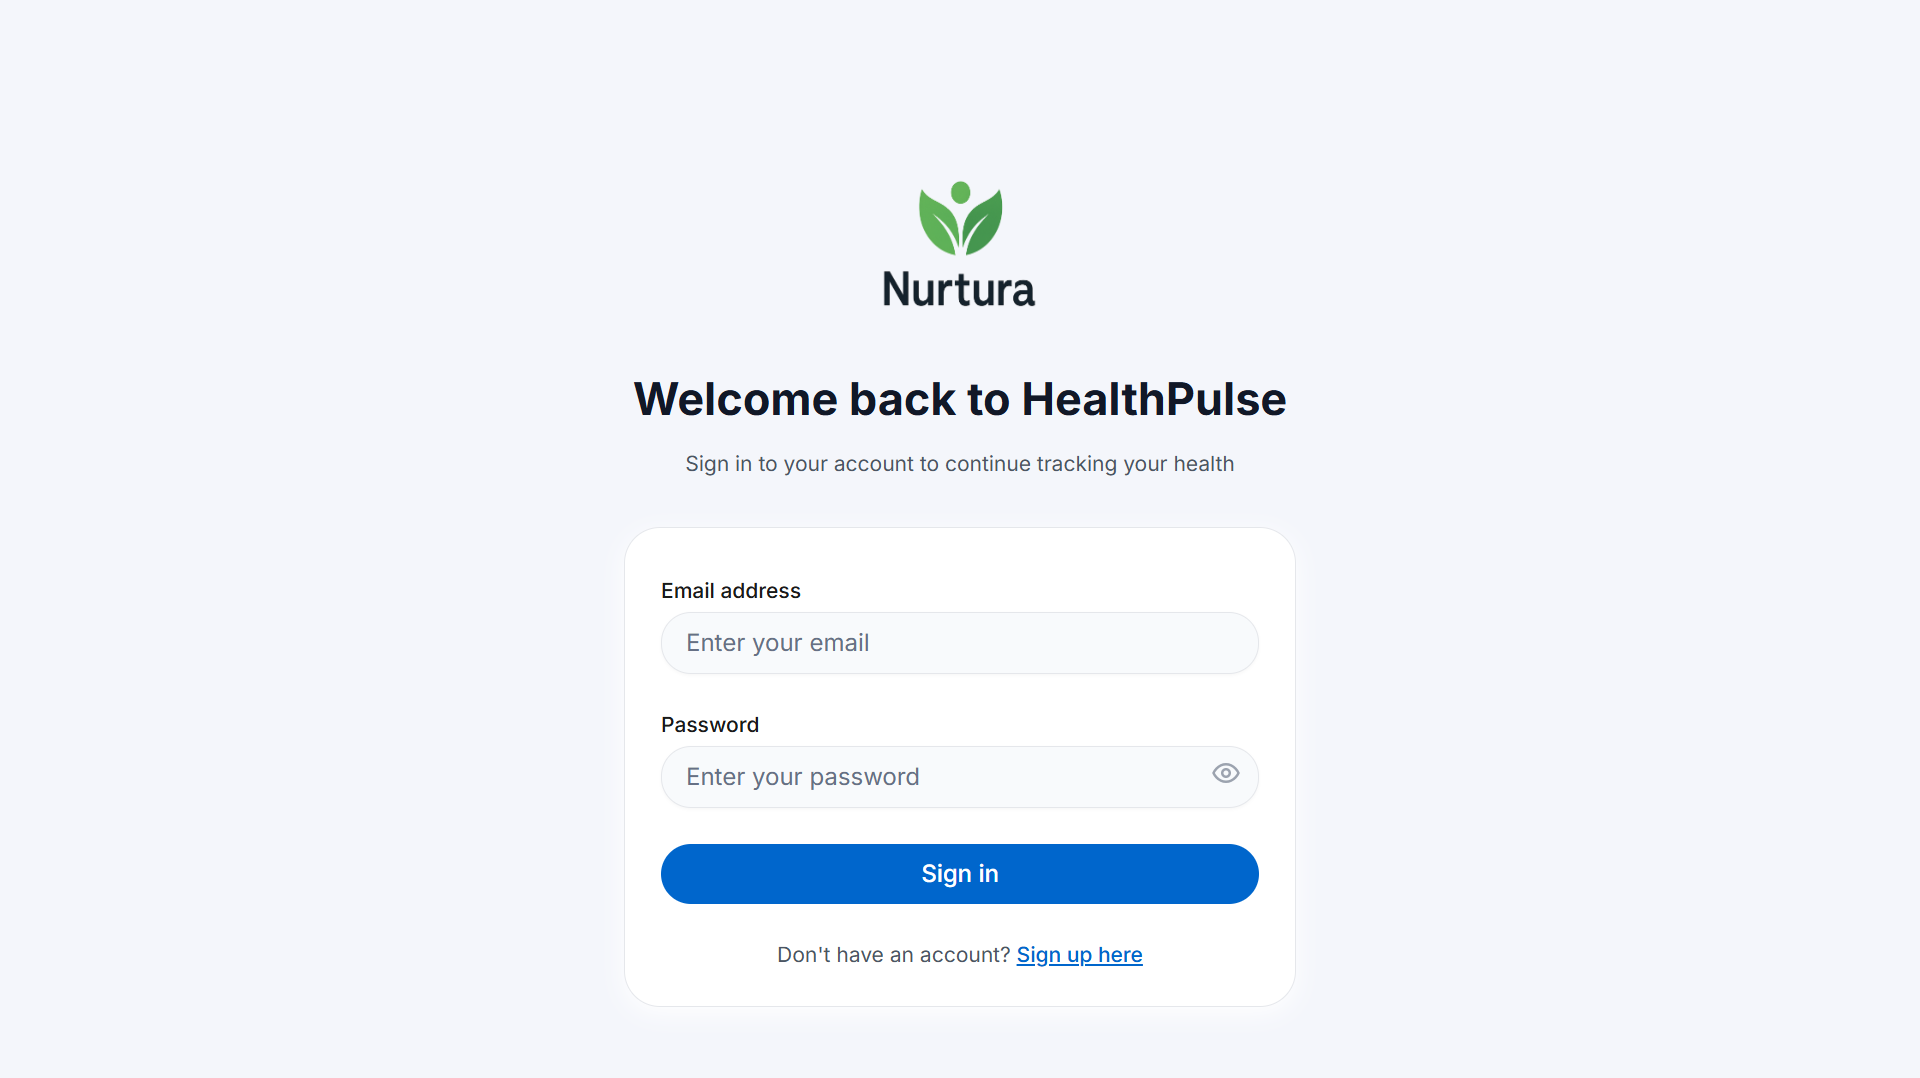 Nurtura
Welcome back to HealthPulse
Sign in to your account to continue tracking your health
Email address
Enter your email
Password
Enter your password
Sign in
Don't have an account? Sign up here